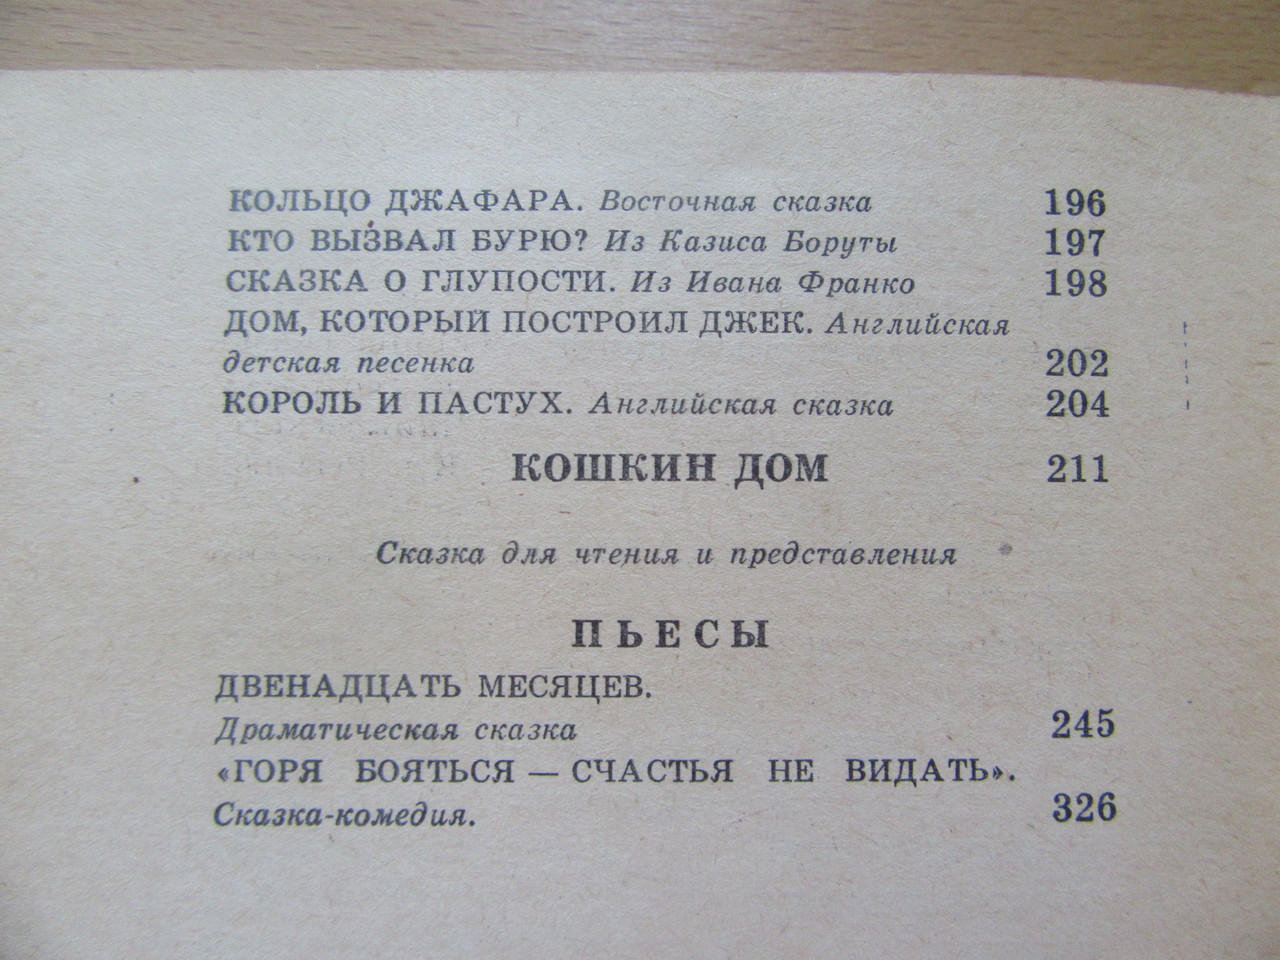 КОЛЬЦО ДЖАФАРА. Восточная сказка 196
КТО ВЫЗВАЛ БУРЮ? Из Казиса Боруты 197
СКАЗКА О ГЛУПОСТИ. Из Ивана Франко 198
ДОМ, КОТОРЫЙ ПОСТРОИЛ ДЖЕК. Английская
детская песенка 202
КОРОЛЬ И ПАСТУХ. Английская сказка 204
КОШКИН ДОМ 211
Сказка для чтения и представления
ПЬЕСЫ
ДВЕНАДЦАТЬ МЕСЯЦЕВ.
Драматическая сказка 245
«ГОРЯ БОЯТЬСЯ — СЧАСТЬЯ НЕ ВИДАТЬ».
Сказка-комедия. 326